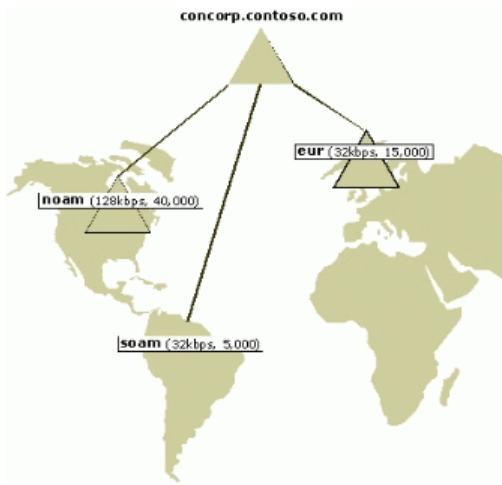 concorp.contoso.com
eur (32kbps, 15,000)
noam (128kbps, 40,000)
soam (32kbps, 5,000)